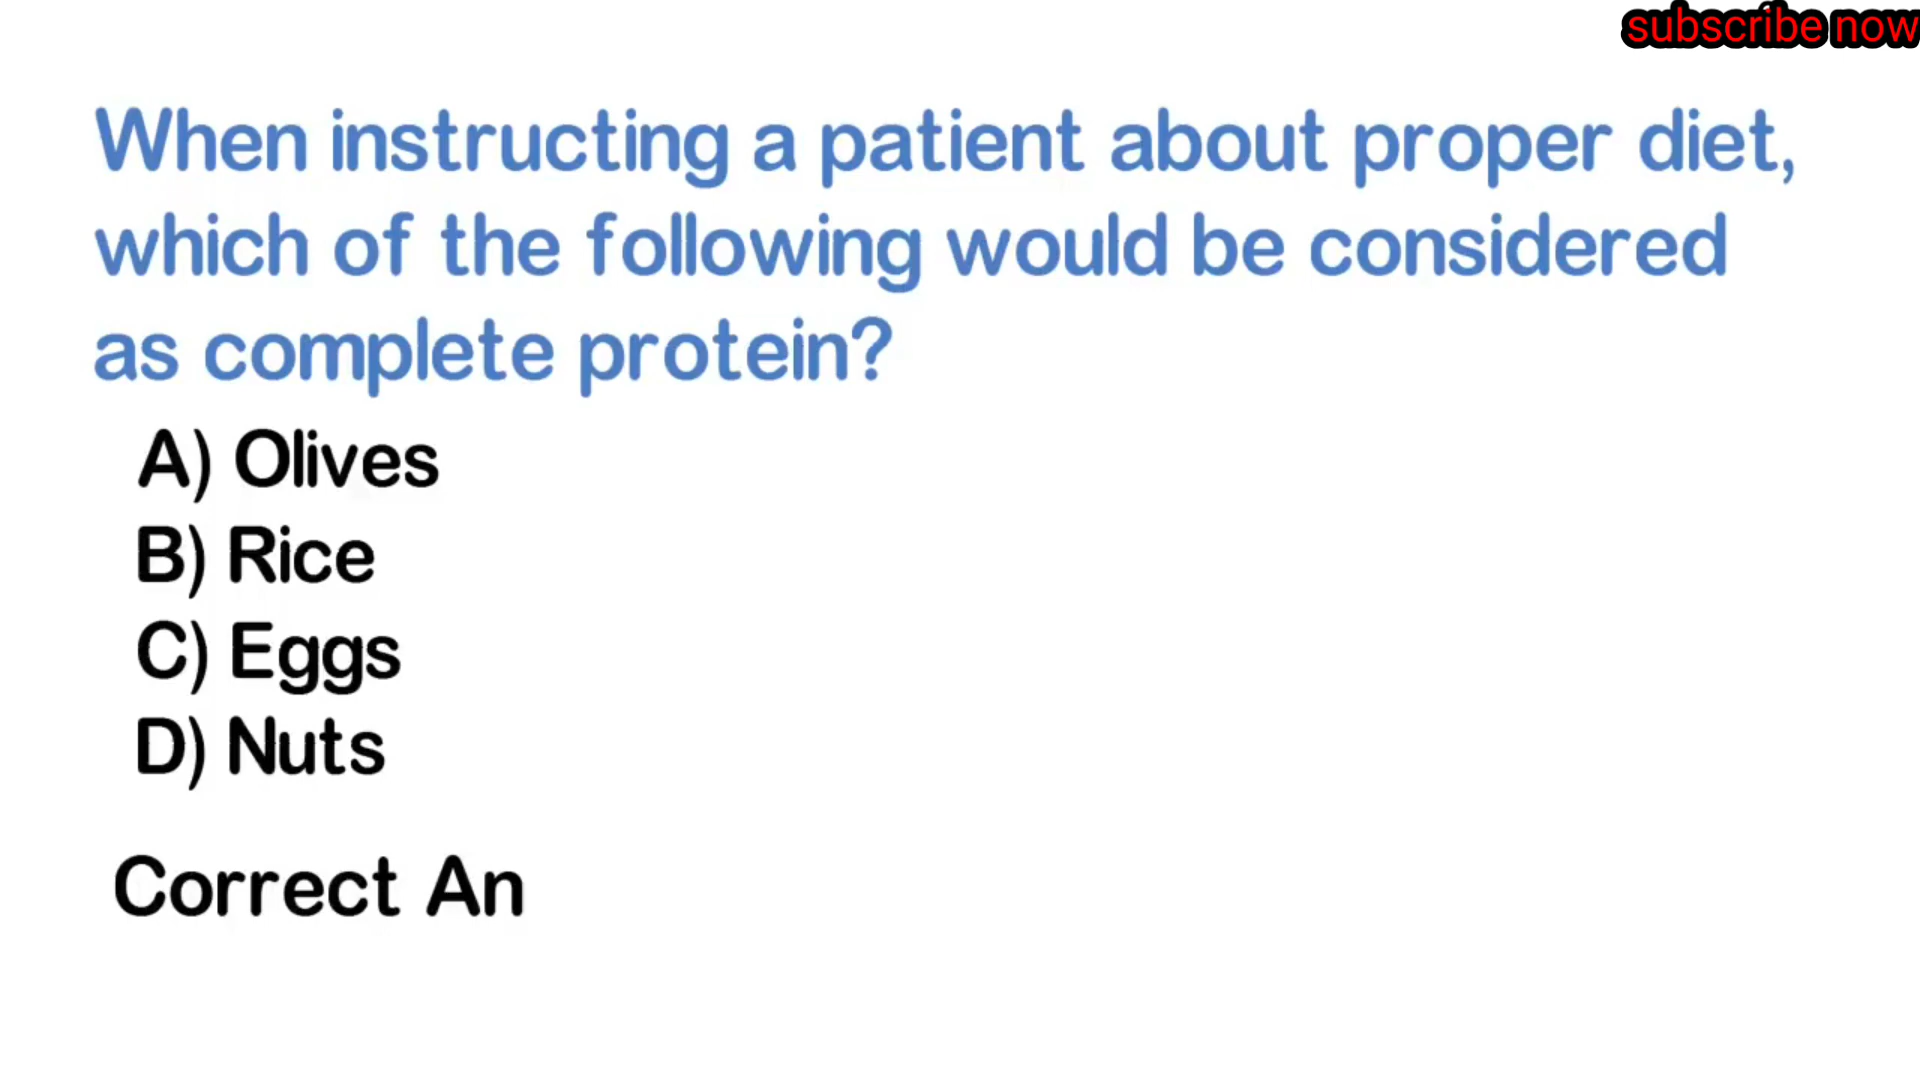 subscribe now
When instructing a patient about proper diet,
which of the following would be considered
as complete protein?
A) Olives
B) Rice
C) Eggs
D) Nuts
Correct An